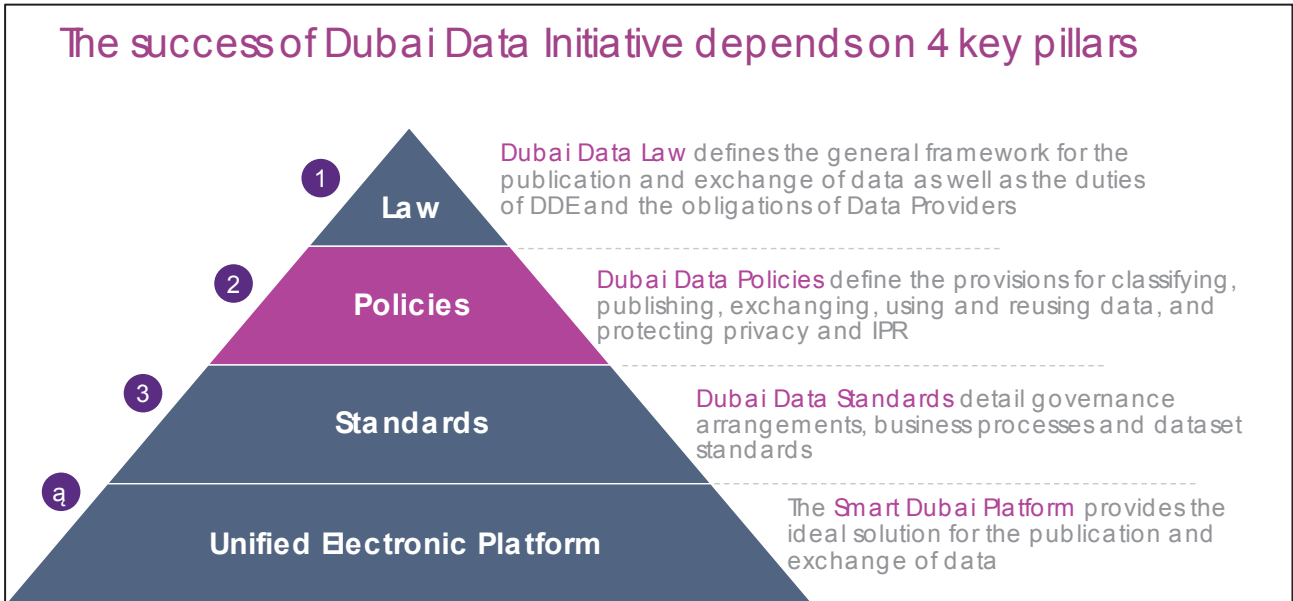 The success of Dubai Data Initiative depends on 4 key pillars
1
Law
Dubai Data Law defines the general framework for the
publication and exchange of data as well as the duties
of DDE and the obligations of Data Providers
2
Policies
Dubai Data Policies define the provisions for classifying,
publishing, exchanging, using and reusing data, and
protecting privacy and IPR
3
Standards
Dubai Data Standards detail governance
arrangements, business processes and dataset
standards
ą
Unified Electronic Platform
The Smart Dubai Platform provides the
ideal solution for the publication and
exchange of data